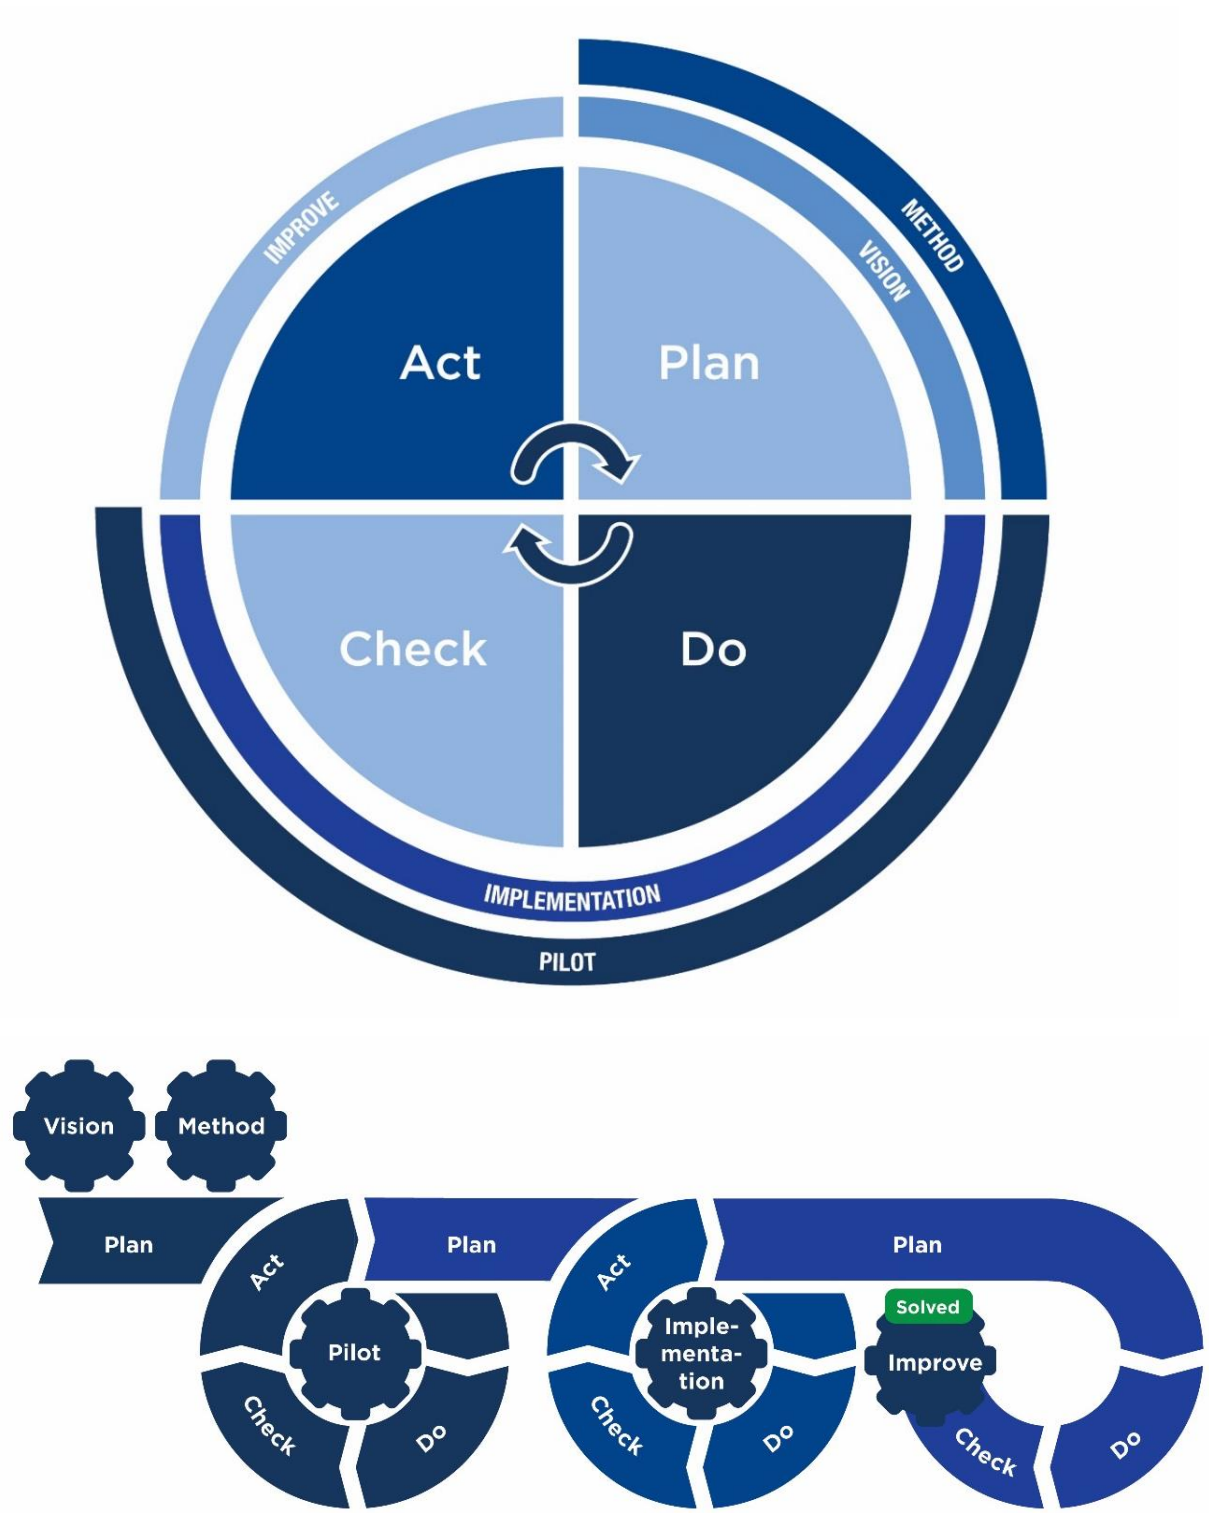 METHOD
IMPROVE
VISION
Act
Plan
Check
Do
IMPLEMENTATION
PILOT
Vision
Method
Plan
Plan
Plan
Act
Act
Solved
Pilot
Imple-
menta-
tion
Improve
Check
Do
Check
Do
Check
Do